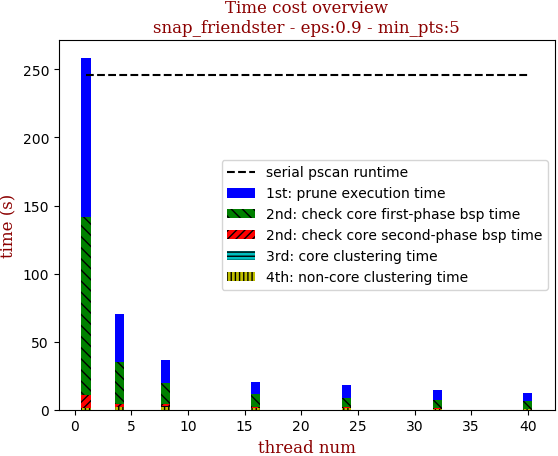 Time cost overview
snap_friendster - eps:0.9 - min_pts:5
time (s)
250
200
150
100
50
0
serial pscan runtime
1st: prune execution time
2nd: check core first-phase bsp time
2nd: check core second-phase bsp time
3rd: core clustering time
4th: non-core clustering time
0 5 10 15 20 25 30 35 40
thread num